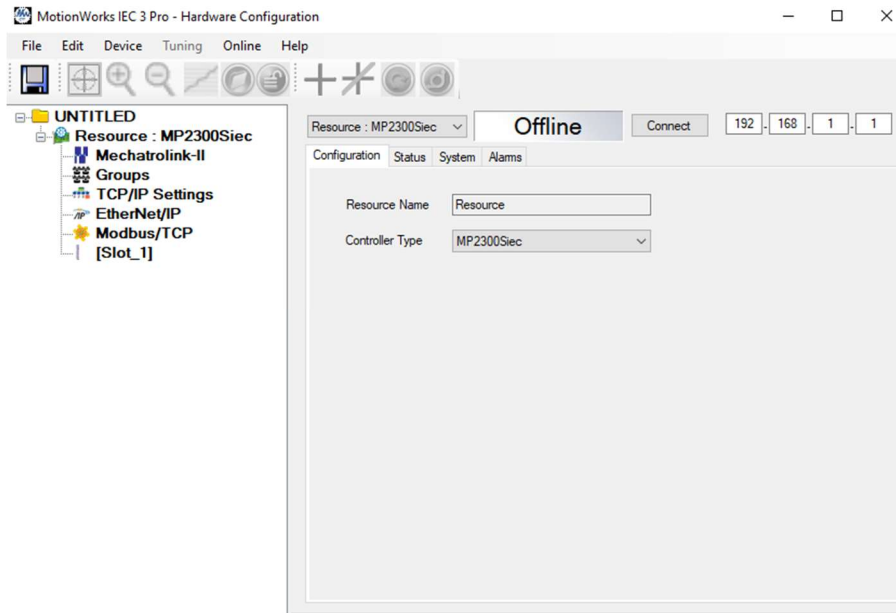 MotionWorks IEC 3 Pro - Hardware Configuration
File Edit Device Tuning Online Help
UNTITLED
Resource : MP2300Siec
Mechatrolink-II
Groups
TCP/IP Settings
EtherNet/IP
Modbus/TCP
[Slot_1]
Resource : MP2300Siec Offline Connect 192 . 168 . 1 . 1
Configuration Status System Alarms
Resource Name Resource
Controller Type MP2300Siec